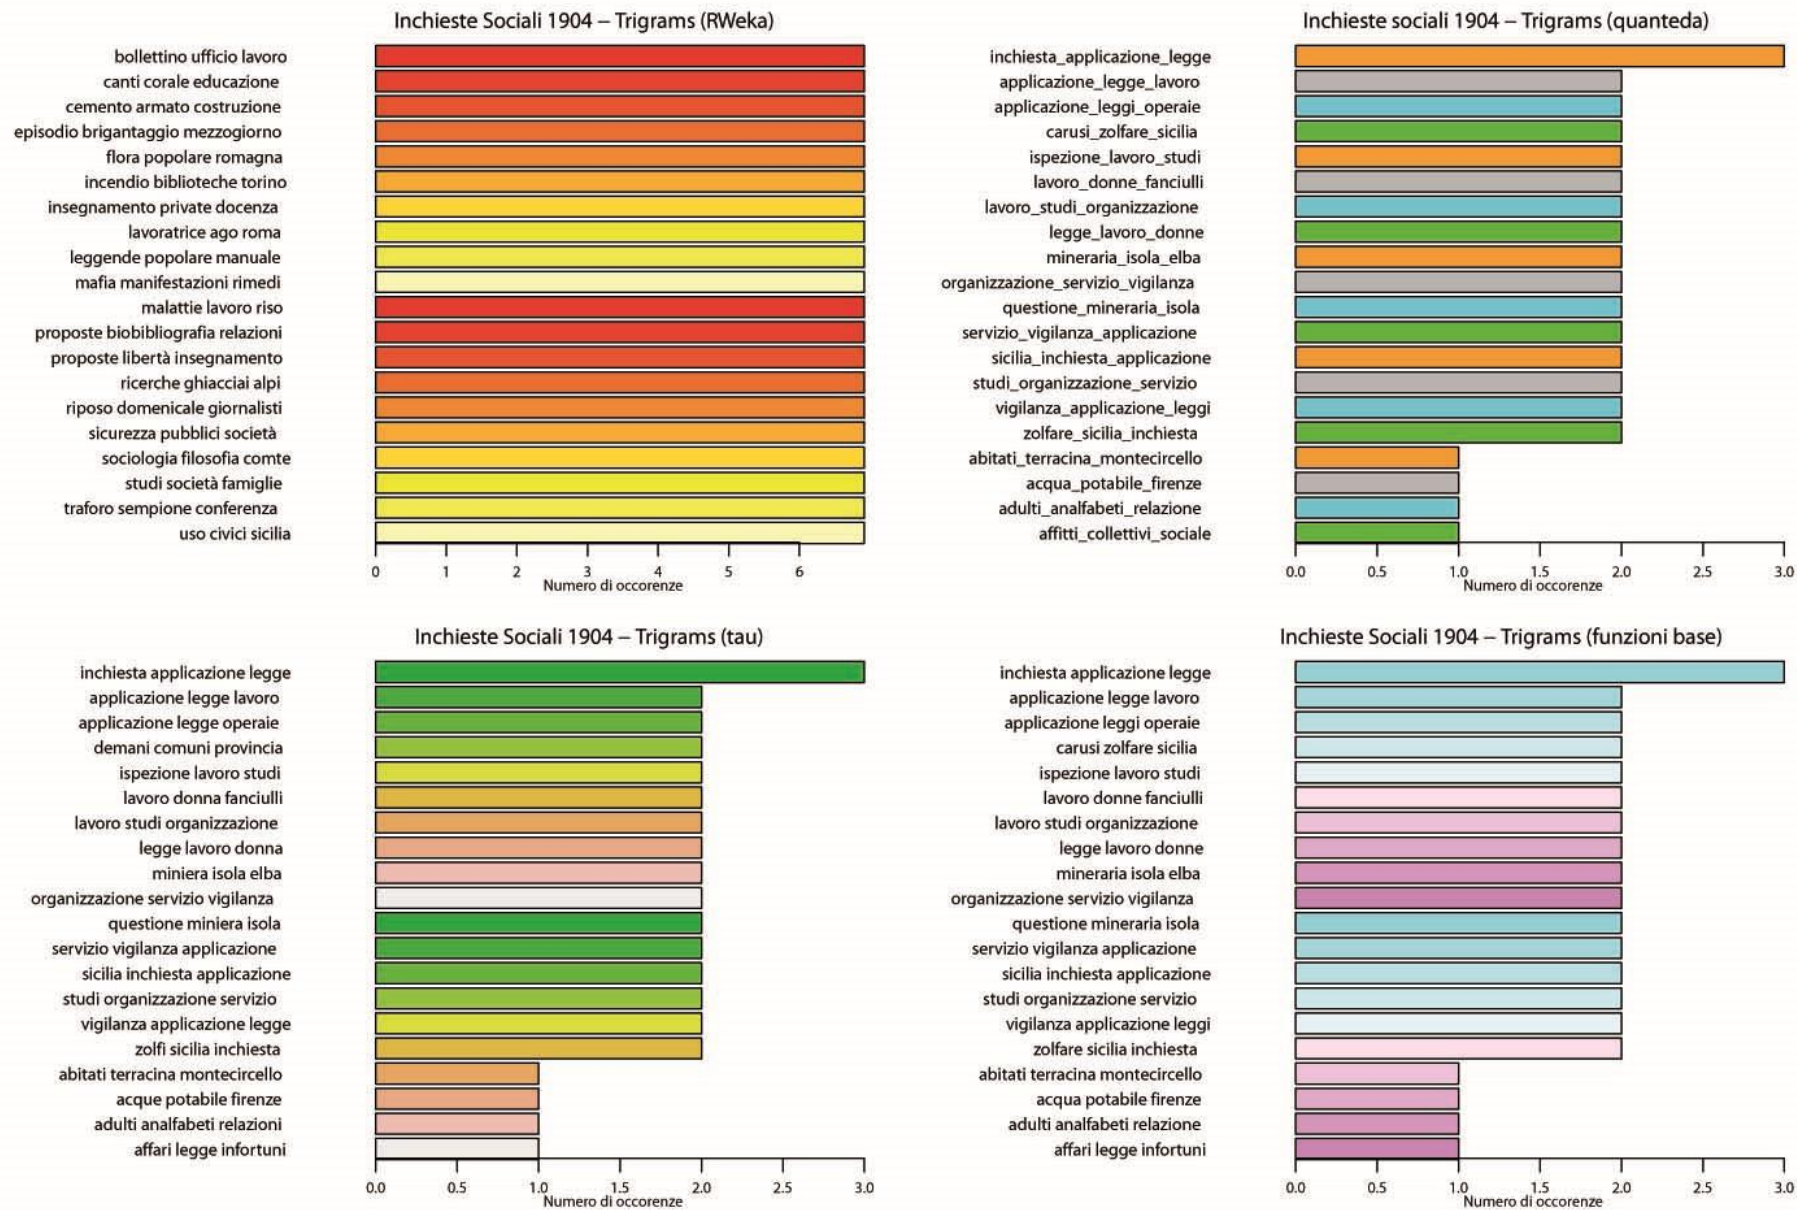 Inchieste Sociali 1904 – Trigrams (RWeka)
bollettino ufficio lavoro
canti corale educazione
cemento armato costruzione
episodio brigantaggio mezzogiorno
flora popolare romagna
incendio biblioteche torino
insegnamento private docenza
lavoratrice ago roma
leggende popolare manuale
mafia manifestazioni rimedi
malattie lavoro riso
proposte biobibliografia relazioni
proposte libertà insegnamento
ricerche ghiacciai alpi
riposo domenicale giornalisti
sicurezza pubblici società
sociologia filosofia comte
studi società famiglie
traforo sempione conferenza
uso civici sicilia
0 1 2 3 4 5 6
Numero di occorenze
Inchieste sociali 1904 – Trigrams (quanteda)
inchiesta_applicazione_legge
applicazione_legge_lavoro
applicazione_leggi_operaie
carusi_zolfare_sicilia
ispezione_lavoro_studi
lavoro_donne_fanciulli
lavoro_studi_organizzazione
legge_lavoro_donne
mineraria_isola_elba
organizzazione_servizio_vigilanza
questione_mineraria_isola
servizio_vigilanza_applicazione
sicilia_inchiesta_applicazione
studi_organizzazione_servizio
vigilanza_applicazione_leggi
zolfare_sicilia_inchiesta
abitati_terracina_montecircello
acqua_potabile_firenze
adulti_analfabeti_relazione
affitti_collettivi_sociale
0.0 0.5 1.0 1.5 2.0 2.5 3.0
Numero di occorenze
Inchieste Sociali 1904 – Trigrams (tau)
inchiesta applicazione legge
applicazione legge lavoro
applicazione legge operaie
demani comuni provincia
ispezione lavoro studi
lavoro donna fanciulli
lavoro studi organizzazione
legge lavoro donna
miniera isola elba
organizzazione servizio vigilanza
questione miniera isola
servizio vigilanza applicazione
sicilia inchiesta applicazione
studi organizzazione servizio
vigilanza applicazione legge
zolfi sicilia inchiesta
abitati terracina montecircello
acque potabile firenze
adulti analfabeti relazioni
affari legge infortuni
0.0 0.5 1.0 1.5 2.0 2.5 3.0
Numero di occorenze
Inchieste Sociali 1904 – Trigrams (funzioni base)
inchiesta applicazione legge
applicazione legge lavoro
applicazione leggi operaie
carusi zolfare sicilia
ispezione lavoro studi
lavoro donne fanciulli
lavoro studi organizzazione
legge lavoro donne
mineraria isola elba
organizzazione servizio vigilanza
questione mineraria isola
servizio vigilanza applicazione
sicilia inchiesta applicazione
studi organizzazione servizio
vigilanza applicazione leggi
zolfare sicilia inchiesta
abitati terracina montecircello
acqua potabile firenze
adulti analfabeti relazione
affari legge infortuni
0.0 0.5 1.0 1.5 2.0 2.5 3.0
Numero di occorenze